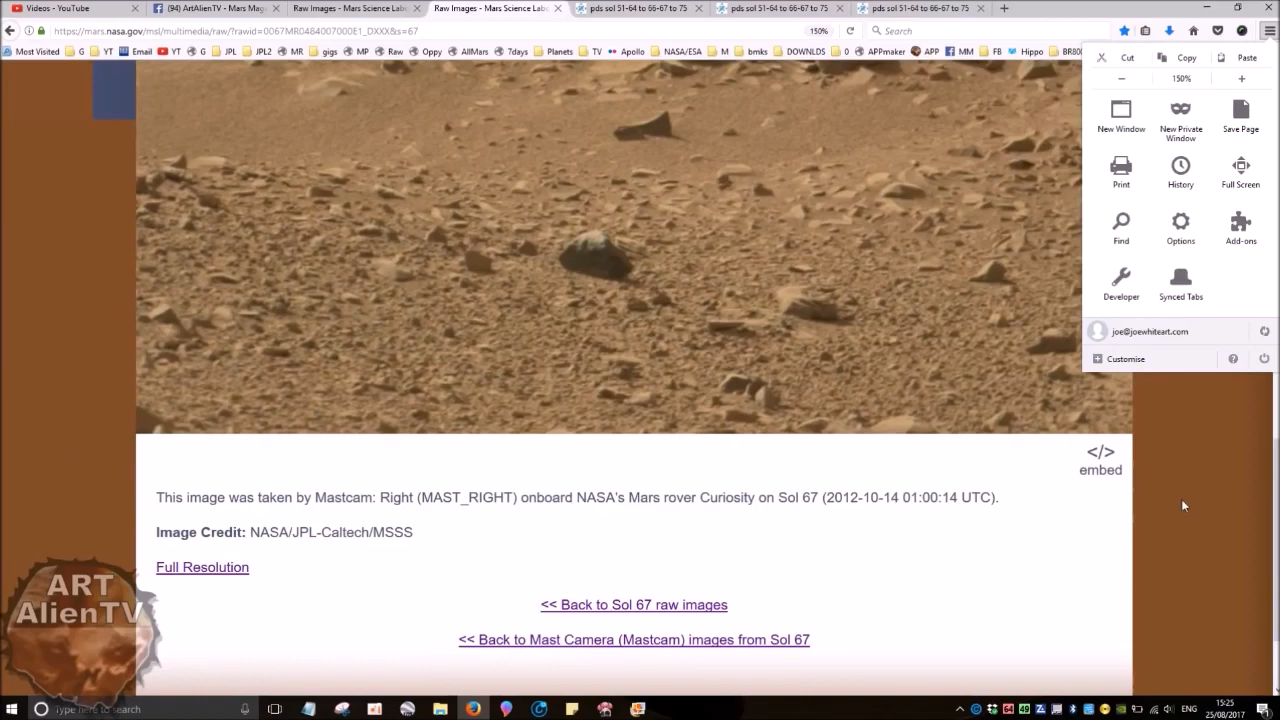 Videos - YouTube
(94) ArtAlienTV - Mars Mag
Raw Images - Mars Science Labo
Raw Images - Mars Science Labo
pds sol 51-64 to 66-67 to 75
pds sol 51-64 to 66-67 to 75
pds sol 51-64 to 66-67 to 75
https://mars.nasa.gov/msl/multimedia/raw/?rawid=0067MR0484007000E1_DXXX&s=67
150%
Search
Most Visited G YT Email YT G JPL JPL2 MR gigs MP Raw Oppy AllMars 7days Planets TV Apollo NASA/ESA M bmks DOWNLDS 0 APPmaker APP MM FB Hippo BR800
Cut Copy Paste
150%
New Window
New Private Window
Save Page
Print
History
Full Screen
Find
Options
Add-ons
Developer
Synced Tabs
joe@joewhiteart.com
Customise
</>
embed
This image was taken by Mastcam: Right (MAST_RIGHT) onboard NASA's Mars rover Curiosity on Sol 67 (2012-10-14 01:00:14 UTC).
Image Credit: NASA/JPL-Caltech/MSSS
Full Resolution
<< Back to Sol 67 raw images
<< Back to Mast Camera (Mastcam) images from Sol 67
ART
AlienTV
Type here to search
ENG
15:25
25/08/2017